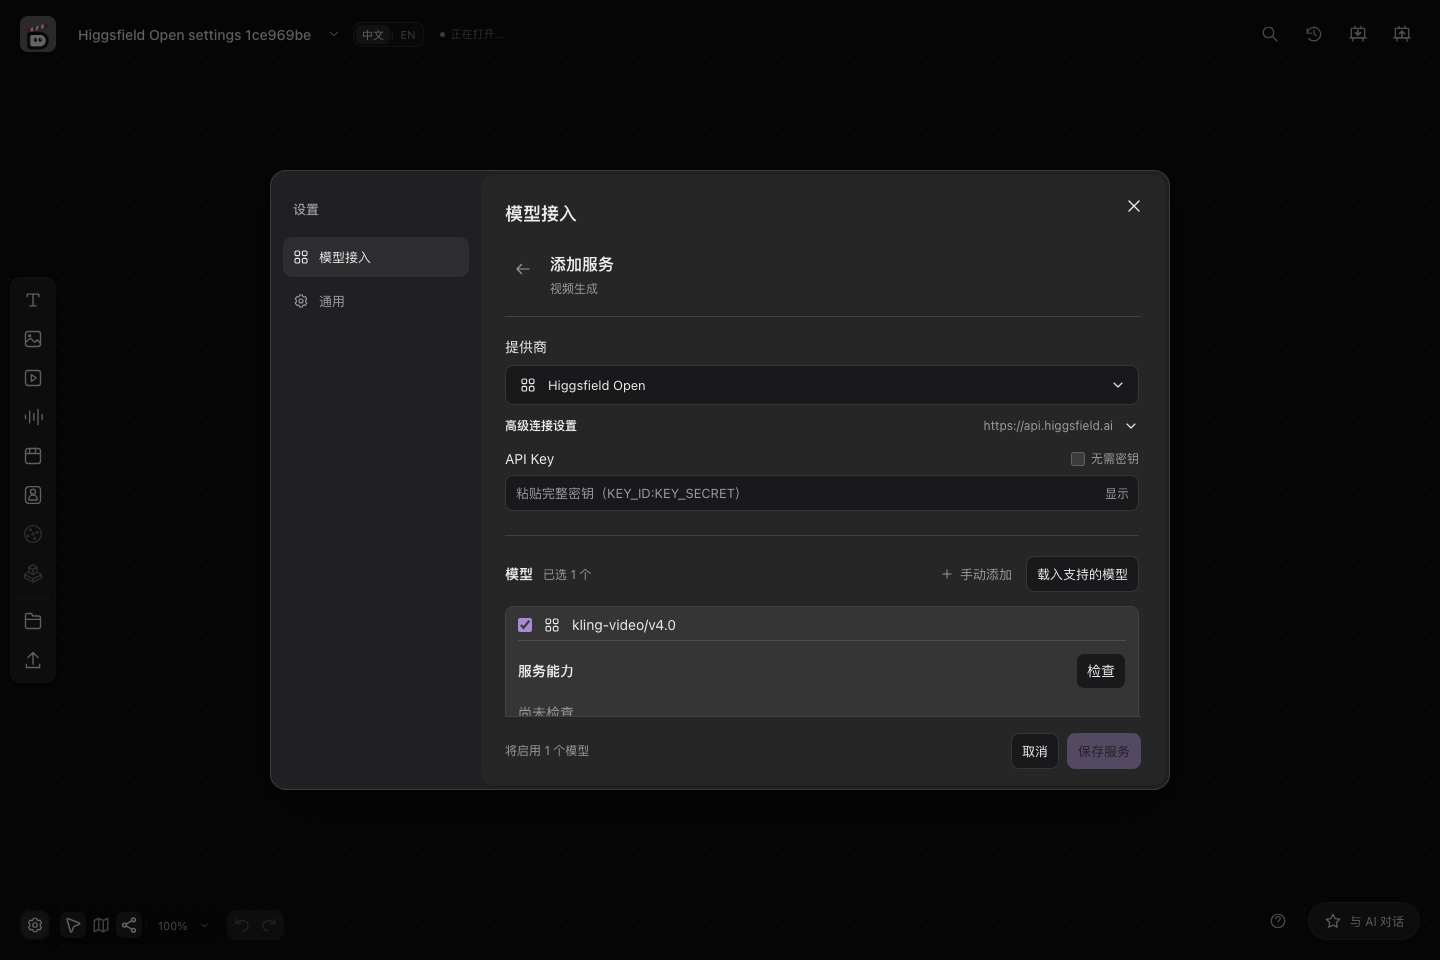 Higgsfield Open settings 1ce969be
中文 EN
正在打开...
设置
模型接入
通用
模型接入
添加服务
视频生成
提供商
Higgsfield Open
高级连接设置
https://api.higgsfield.ai
API Key
无需密钥
粘贴完整密钥（KEY_ID:KEY_SECRET）
显示
模型 已选 1 个
手动添加
载入支持的模型
kling-video/v4.0
服务能力
检查
尚未检查
将启用 1 个模型
取消
保存服务
100%
与 AI 对话